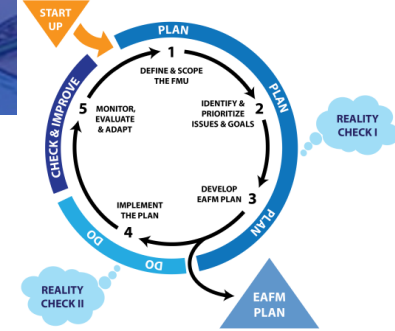 START
UP
PLAN
1
DEFINE & SCOPE
THE FMU
PLAN
2
IDENTIFY &
PRIORITIZE
ISSUES & GOALS
REALITY
CHECK I
PLAN
3
DEVELOP
EAFM PLAN
EAFM
PLAN
DO
DO
4
IMPLEMENT
THE PLAN
REALITY
CHECK II
CHECK & IMPROVE
5
MONITOR,
EVALUATE
& ADAPT